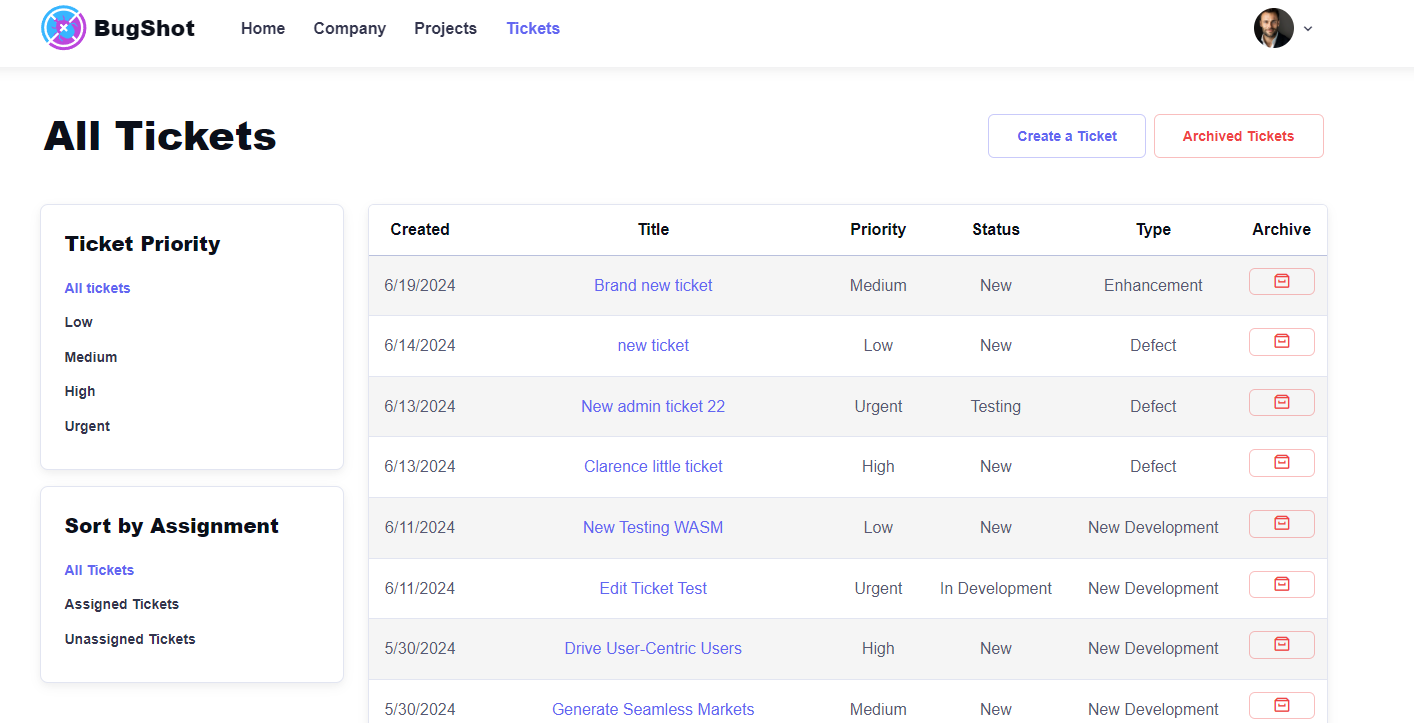 BugShot Home Company Projects Tickets
All Tickets
Create a Ticket Archived Tickets
Ticket Priority
All tickets
Low
Medium
High
Urgent
Sort by Assignment
All Tickets
Assigned Tickets
Unassigned Tickets
Created Title Priority Status Type Archive
6/19/2024 Brand new ticket Medium New Enhancement
6/14/2024 new ticket Low New Defect
6/13/2024 New admin ticket 22 Urgent Testing Defect
6/13/2024 Clarence little ticket High New Defect
6/11/2024 New Testing WASM Low New New Development
6/11/2024 Edit Ticket Test Urgent In Development New Development
5/30/2024 Drive User-Centric Users High New New Development
5/30/2024 Generate Seamless Markets Medium New New Development